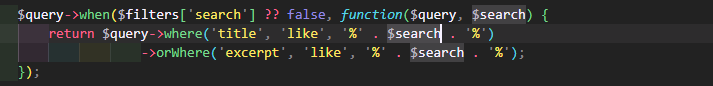 $query->when($filters['search'] ?? false, function($query, $search) {
    return $query->where('title', 'like', '%' . $search . '%')
            ->orWhere('excerpt', 'like', '%' . $search . '%');
});